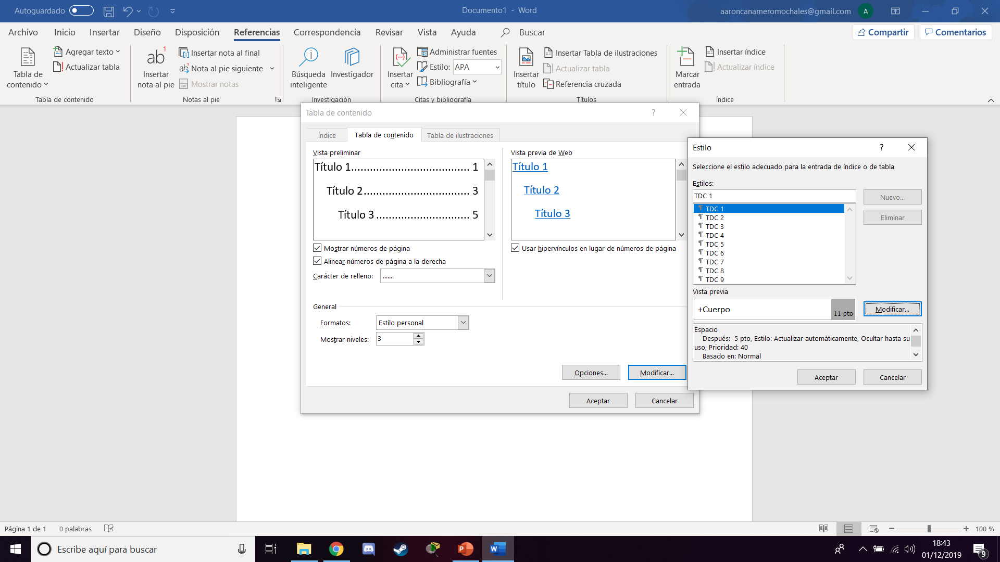 Autoguardado
Documento1 - Word
aaroncanameromochales@gmail.com
A
Archivo Inicio Insertar Diseño Disposición Referencias Correspondencia Revisar Vista Ayuda Buscar
Compartir
Comentarios
Tabla de contenido
Agregar texto
Actualizar tabla
Tabla de contenido
ab1
Insertar nota al pie
Insertar nota al final
Nota al pie siguiente
Mostrar notas
Notas al pie
Búsqueda inteligente
Investigador
Investigación
Insertar cita
Administrar fuentes
Estilo: APA
Bibliografía
Citas y bibliografía
Insertar título
Insertar Tabla de ilustraciones
Actualizar tabla
Referencia cruzada
Títulos
Marcar entrada
Insertar índice
Actualizar índice
Índice
Tabla de contenido
?
Índice
Tabla de contenido
Tabla de ilustraciones
Vista preliminar
Título 1..................................... 1
Título 2.................................. 3
Título 3.............................. 5
Mostrar números de página
Alinear números de página a la derecha
Carácter de relleno: .......
Vista previa de Web
Título 1
Título 2
Título 3
Usar hipervínculos en lugar de números de página
General
Formatos: Estilo personal
Mostrar niveles: 3
Opciones...
Modificar...
Aceptar
Cancelar
Estilo
?
Seleccione el estilo adecuado para la entrada de índice o de tabla
Estilos:
TDC 1
Nuevo...
Eliminar
¶ TDC 1
¶ TDC 2
¶ TDC 3
¶ TDC 4
¶ TDC 5
¶ TDC 6
¶ TDC 7
¶ TDC 8
¶ TDC 9
Vista previa
+Cuerpo
11 pto
Modificar...
Espacio
Después: 5 pto, Estilo: Actualizar automáticamente, Ocultar hasta su
uso, Prioridad: 40
Basado en: Normal
Aceptar
Cancelar
Página 1 de 1
0 palabras
100 %
Escribe aquí para buscar
18:43
01/12/2019
9